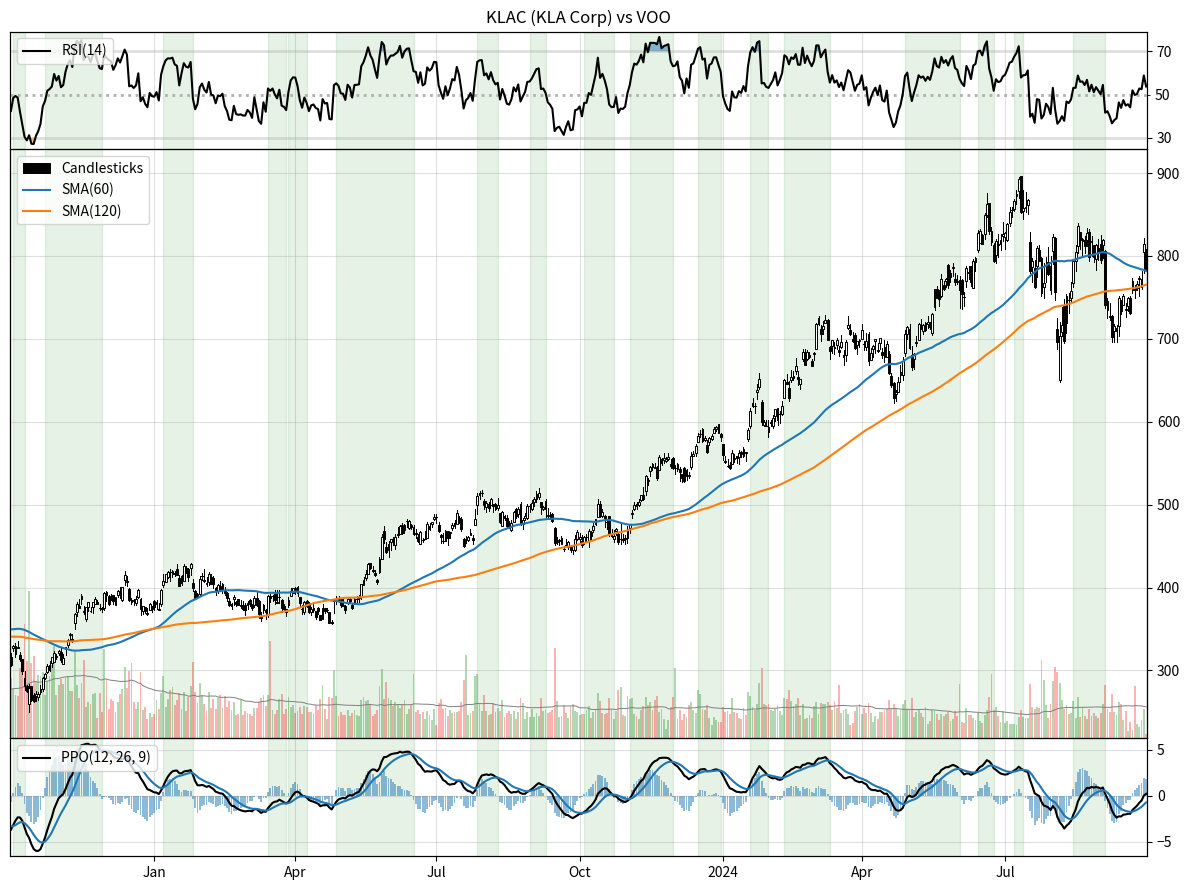 KLAC (KLA Corp) vs VOO
RSI(14)
70
50
30
Candlesticks
SMA(60)
SMA(120)
900
800
700
600
500
400
300
PPO(12, 26, 9)
5
0
−5
Jan
Apr
Jul
Oct
2024
Apr
Jul